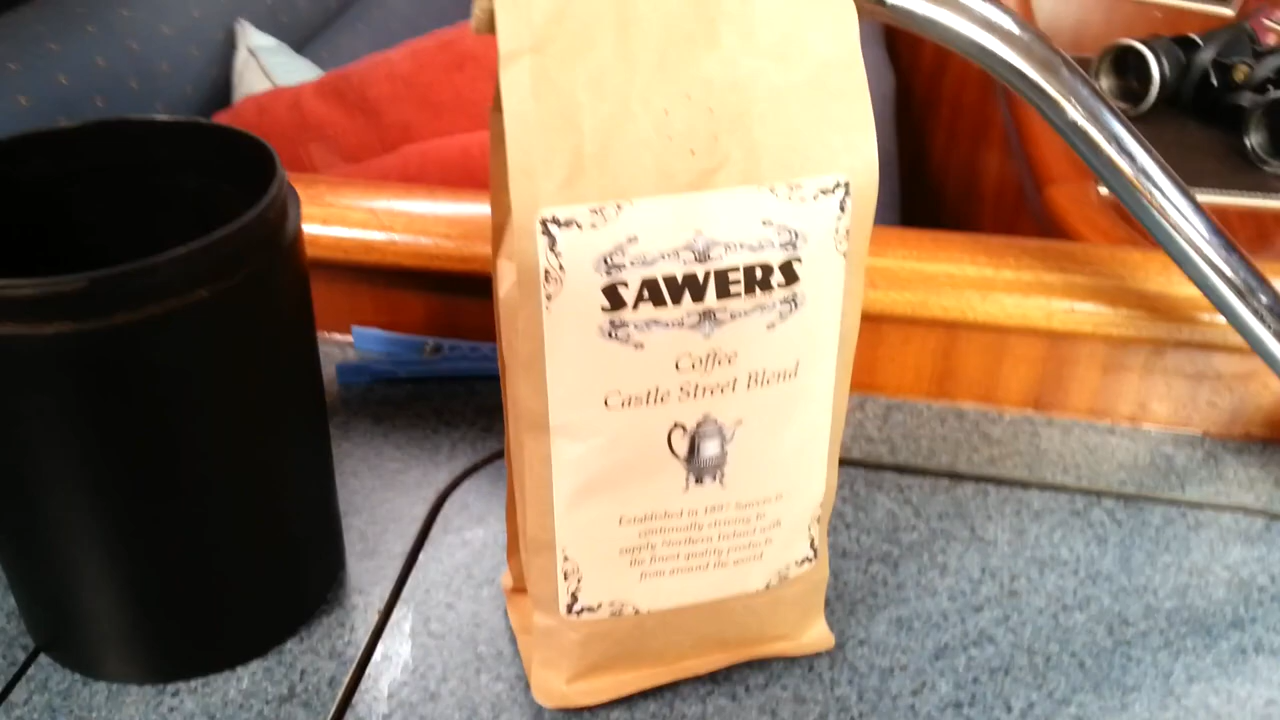 SAWERS
Coffee
Castle Street Blend
Established in 1897 Sawers is
continually striving to
supply Northern Ireland with
the finest quality products
from around the world